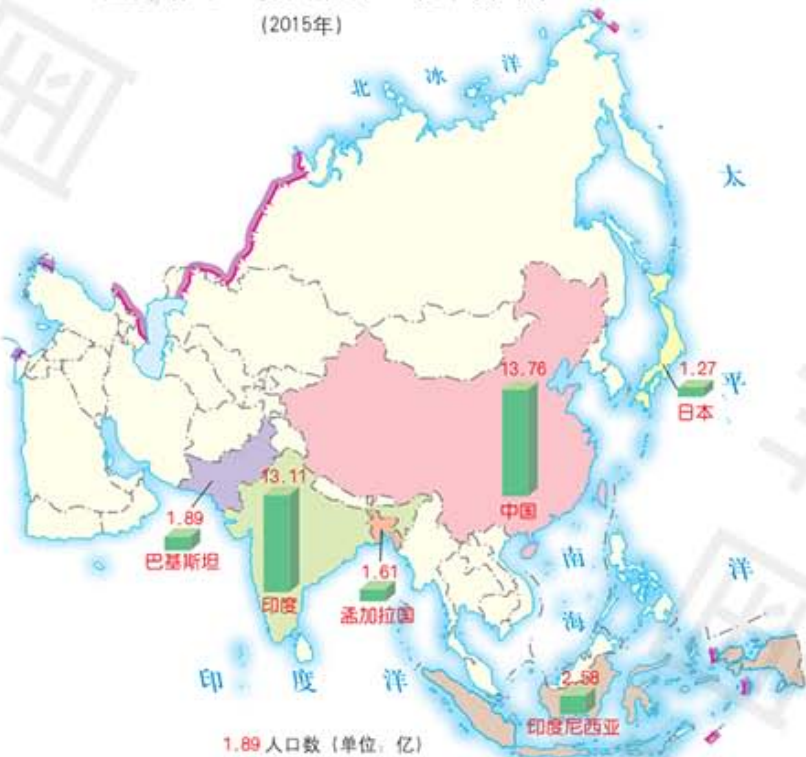 (2015年)
北冰洋
太
平
洋
13.76
中国
1.27
日本
1.89
巴基斯坦
13.11
印度
1.61
孟加拉国
南
海
印度洋
2.58
印度尼西亚
1.89 人口数 (单位: 亿)